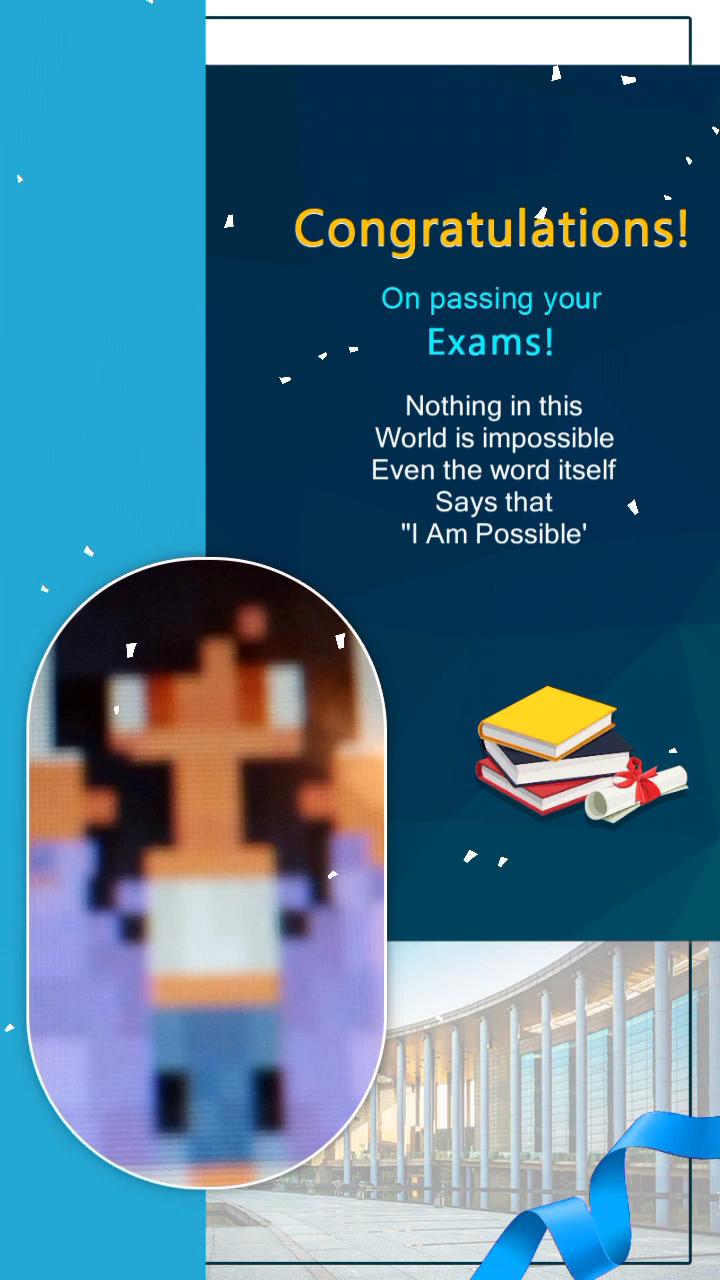 Congratulations!
On passing your
Exams!
Nothing in this
World is impossible
Even the word itself
Says that
"I Am Possible'